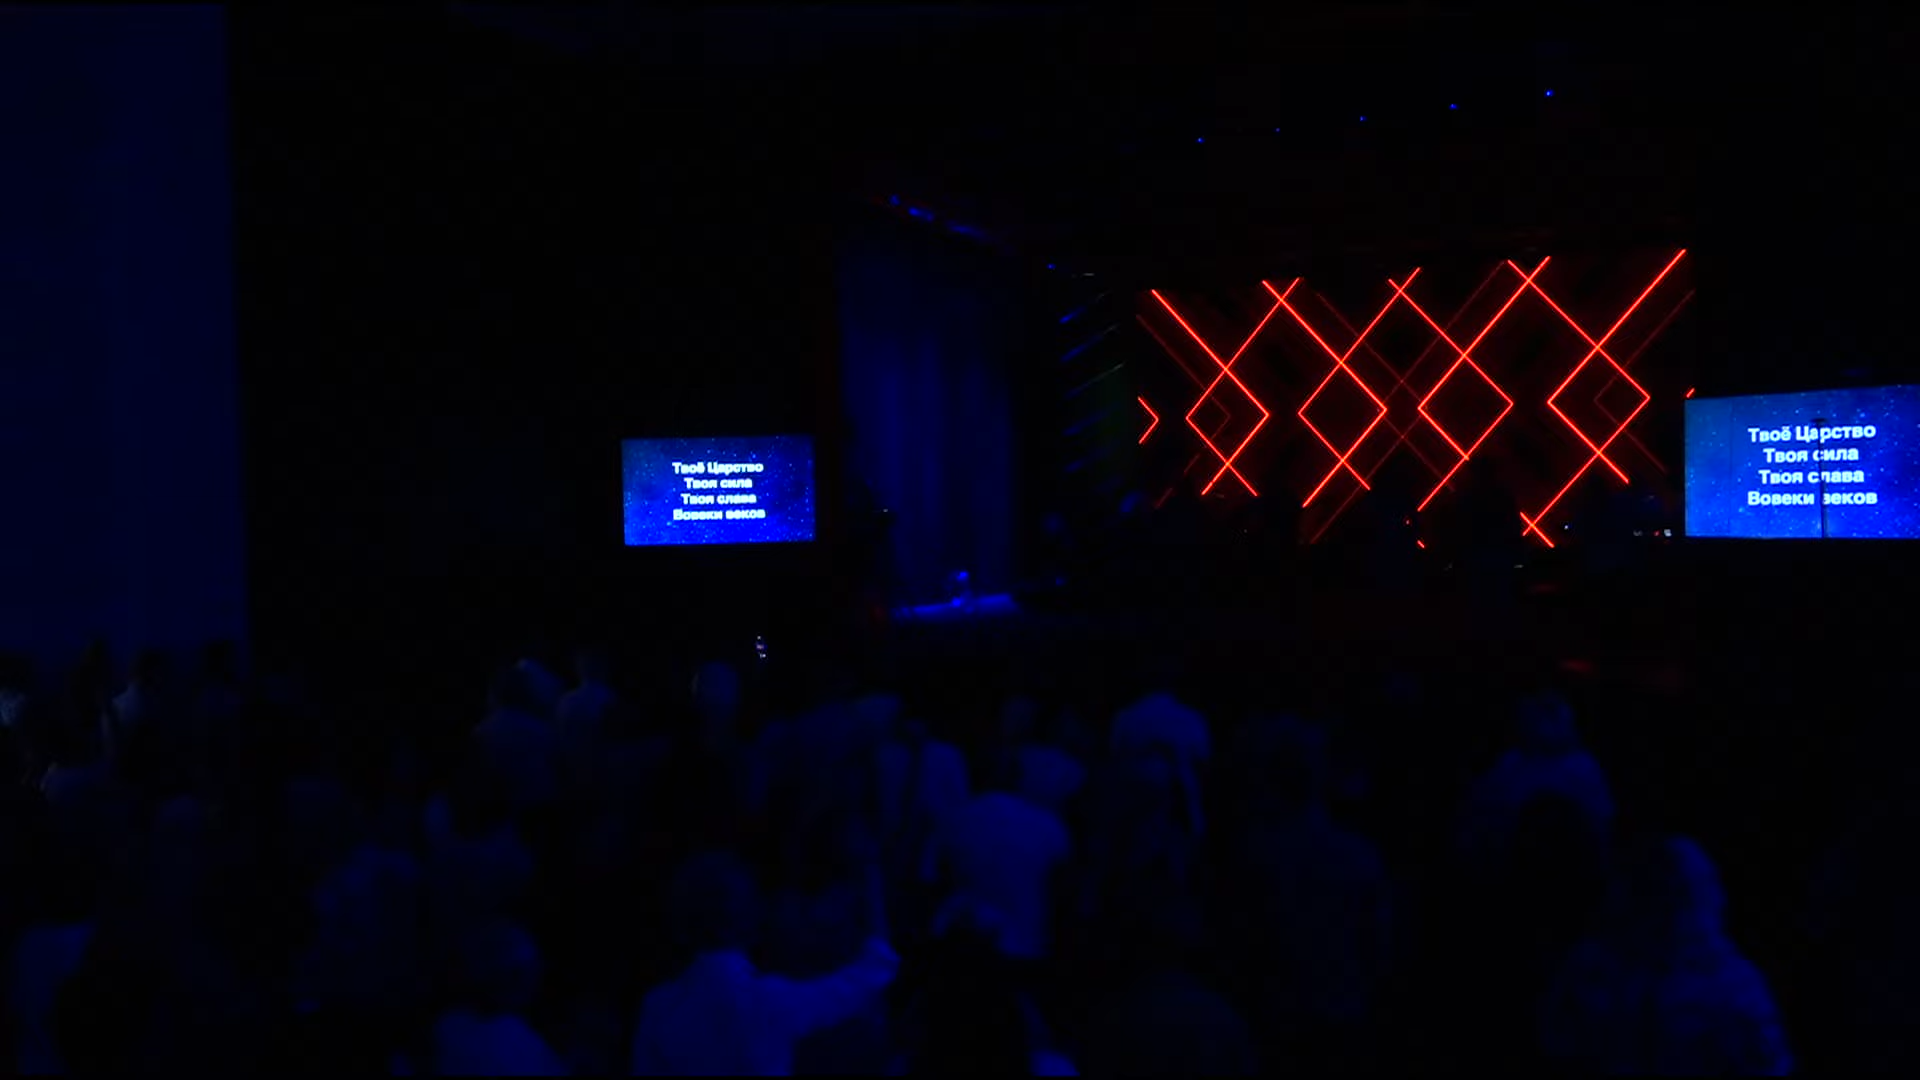 Твоё Царство
Твоя сила
Твоя слава
Вовеки веков
Твоё Царство
Твоя сила
Твоя слава
Вовеки веков